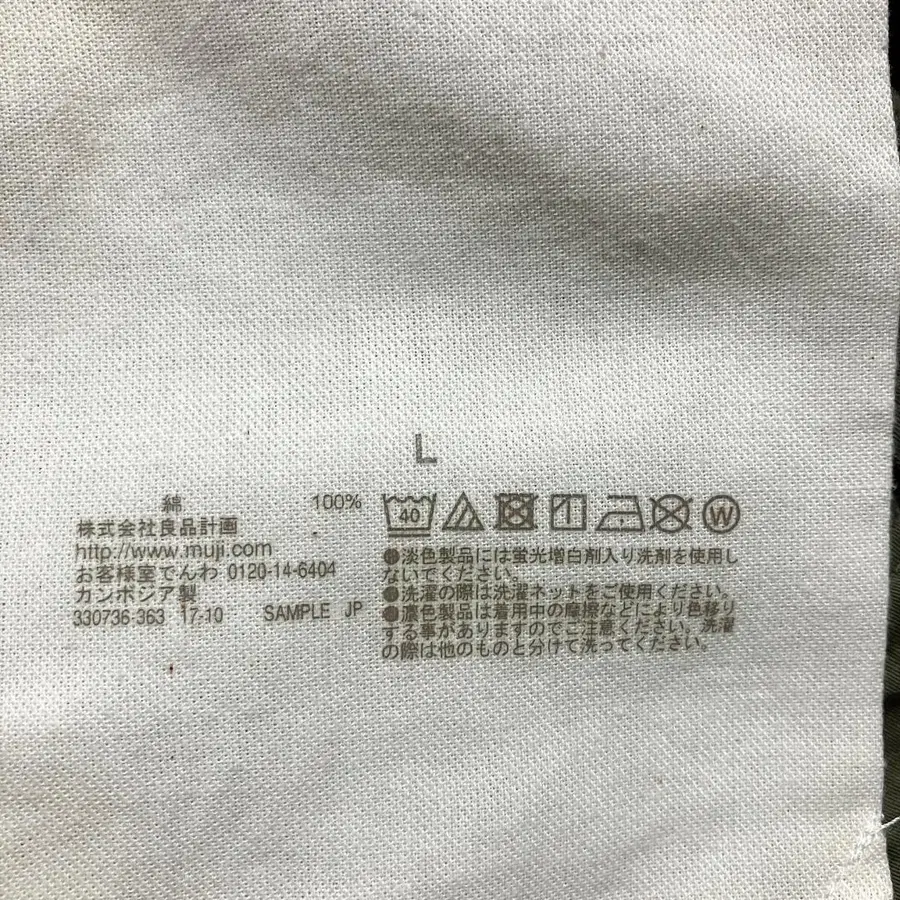 L
綿 100%
株式会社良品計画
http://www.muji.com
お客様室でんわ 0120-14-6404
カンボジア製
330736-363 17-10 SAMPLE JP
40 W
●淡色製品には蛍光増白剤入り洗剤を使用し
ないでください。
●洗濯の際は洗濯ネットをご使用ください。
●濃色製品は着用中の摩擦などにより色移り
する事がありますのでご注意ください。洗濯
の際は他のものと分けて洗ってください。